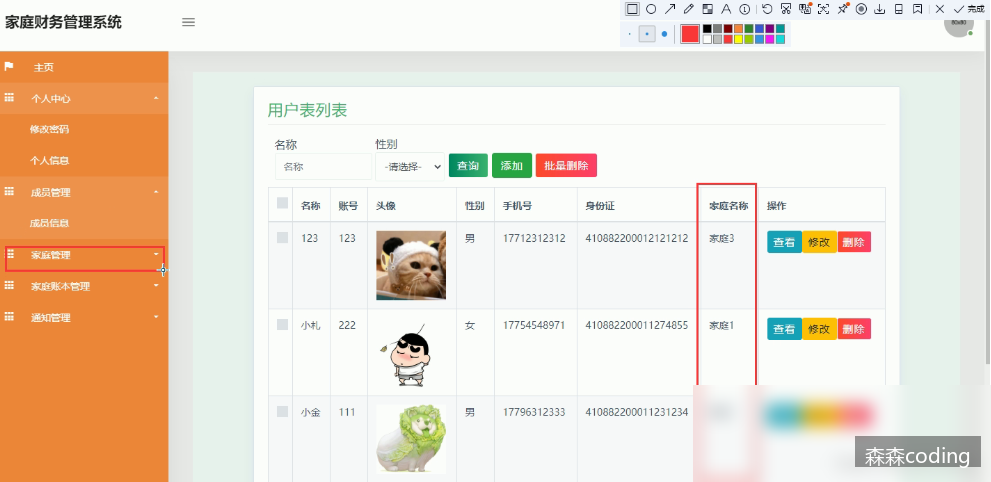 家庭财务管理系统
完成
主页
个人中心
修改密码
个人信息
成员管理
成员信息
家庭管理
家庭账本管理
通知管理
用户表列表
名称 性别
名称 -请选择- 查询 添加 批量删除
名称 账号 头像 性别 手机号 身份证 家庭名称 操作
123 123 男 17712312312 410882200012121212 家庭3 查看 修改 删除
小札 222 女 17754548971 410882200011274855 家庭1 查看 修改 删除
小金 111 男 17796312333 410882200011231234
森森coding